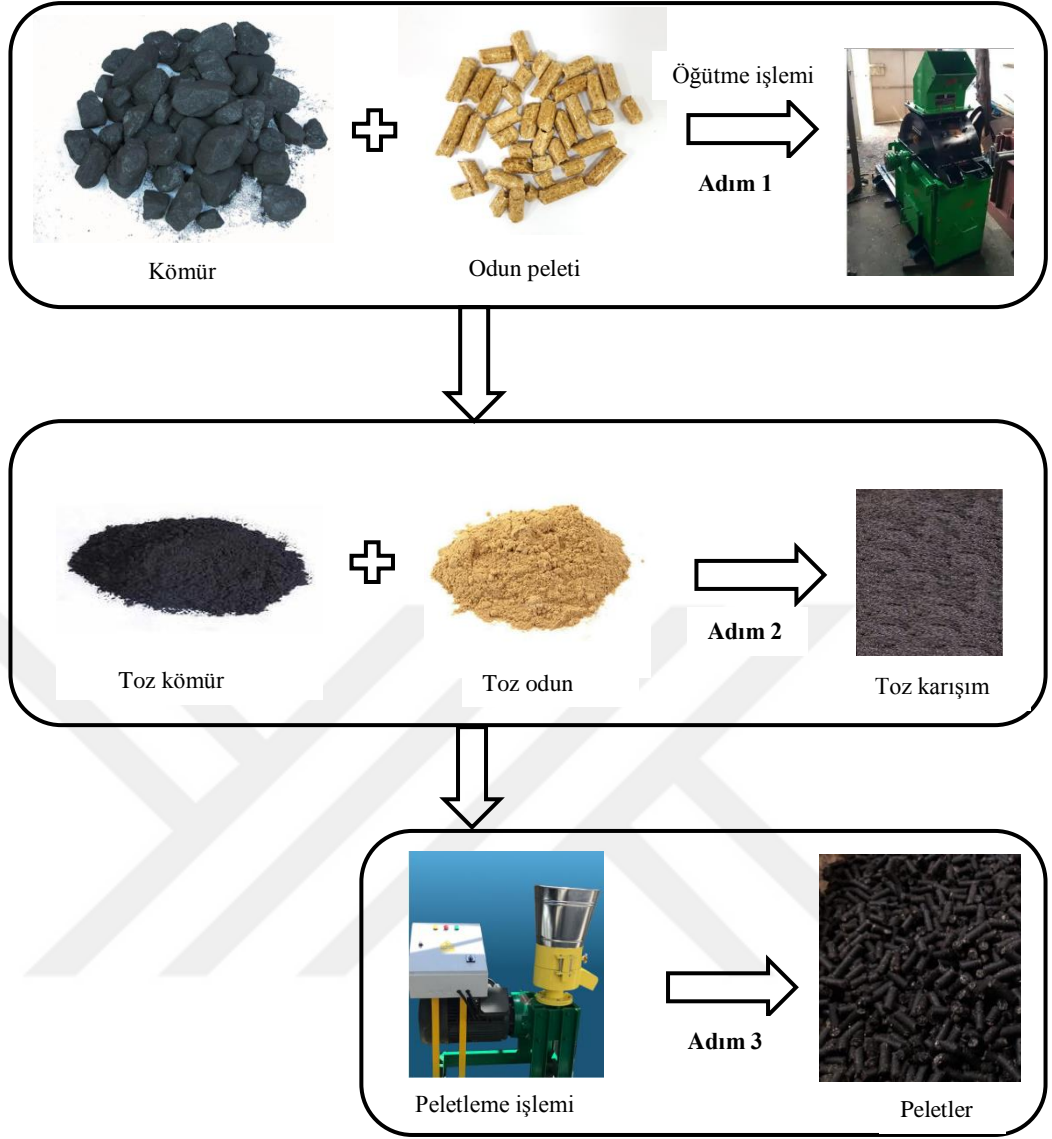 Öğütme işlemi
Adım 1
Kömür
Odun peleti
Adım 2
Toz kömür
Toz odun
Toz karışım
Adım 3
Peletleme işlemi
Peletler